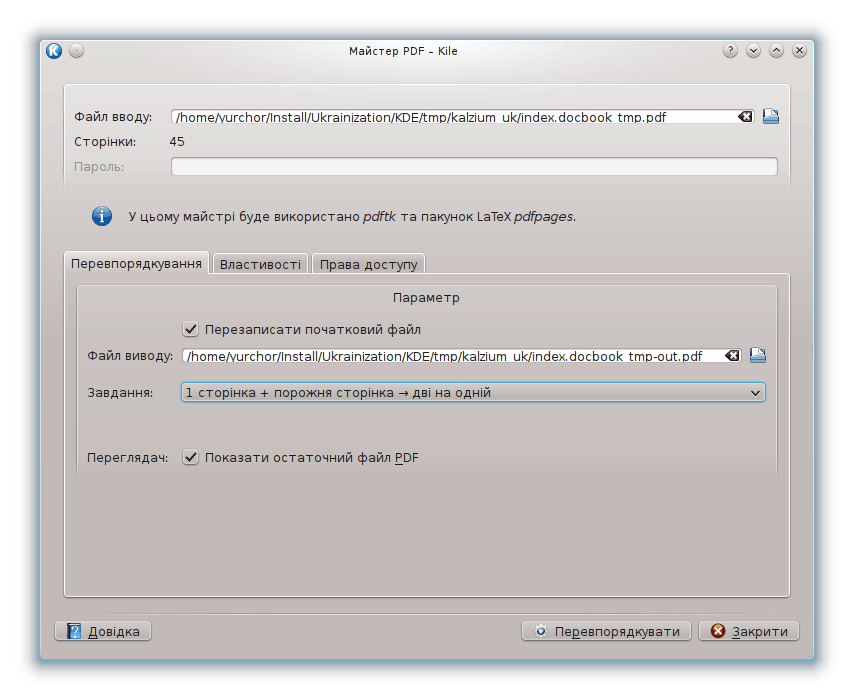 Майстер PDF – Kile
Файл вводу: /home/yurchor/Install/Ukrainization/KDE/tmp/kalzium_uk/index.docbook_tmp.pdf
Сторінки: 45
Пароль:
У цьому майстрі буде використано pdftk та пакунок LaTeX pdfpages.
Перевпорядкування Властивості Права доступу
Параметр
Перезаписати початковий файл
Файл виводу: /home/yurchor/Install/Ukrainization/KDE/tmp/kalzium_uk/index.docbook_tmp-out.pdf
Завдання: 1 сторінка + порожня сторінка → дві на одній
Переглядач: Показати остаточний файл PDF
Довідка Перевпорядкувати Закрити